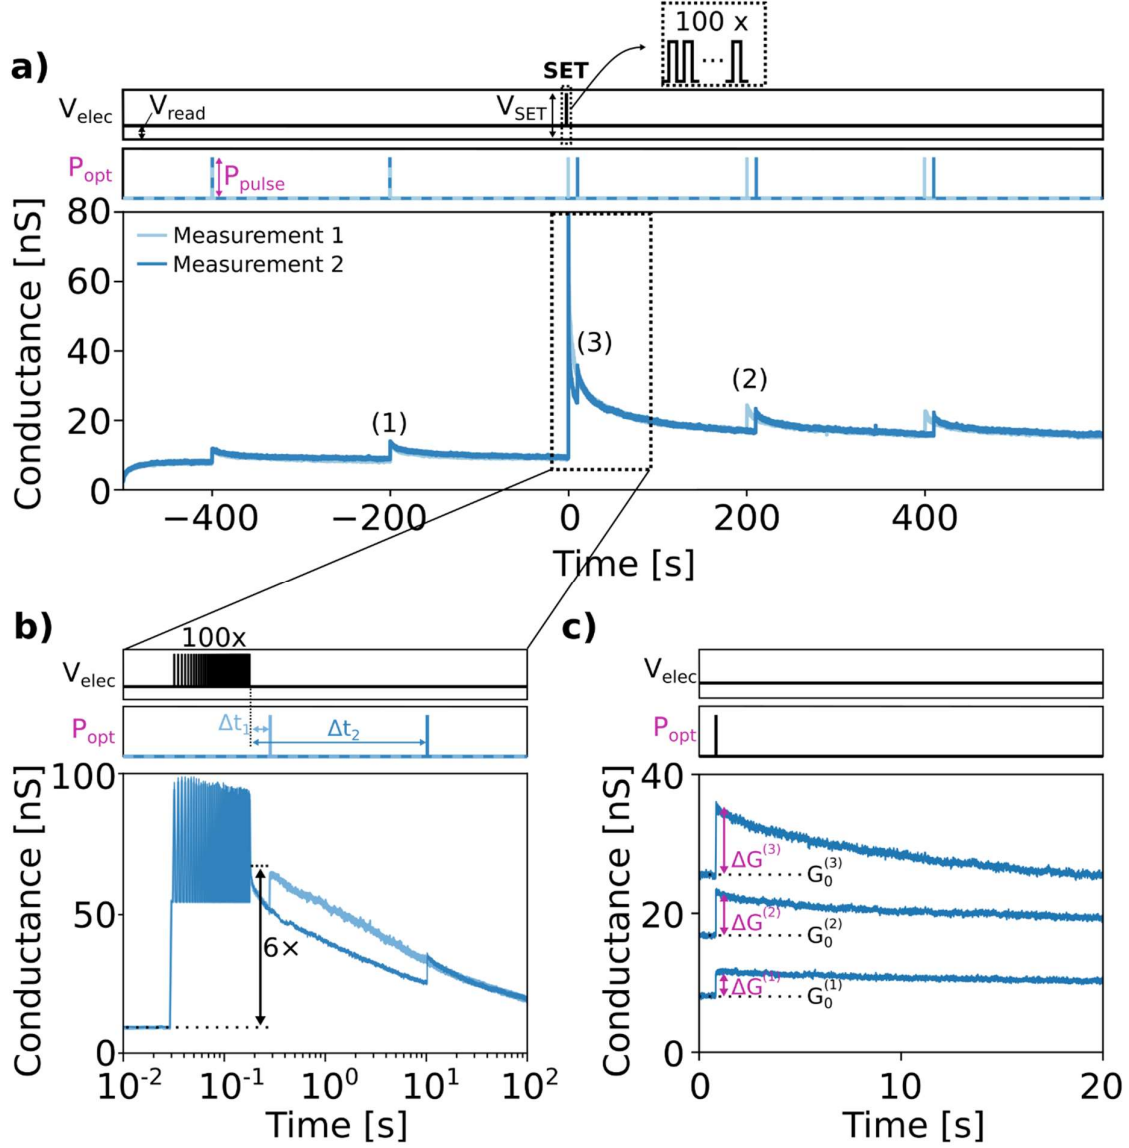 100 x
a)
SET
V_elec
V_read
V_SET
P_opt
P_pulse
Conductance [nS]
80
60
40
20
0
Measurement 1
Measurement 2
(1)
(3)
(2)
−400
−200
0
200
400
Time [s]
b)
100x
V_elec
P_opt
Δt_1
Δt_2
Conductance [nS]
100
50
0
6×
10^-2
10^-1
10^0
10^1
10^2
Time [s]
c)
V_elec
P_opt
Conductance [nS]
40
20
0
ΔG^(3)
G_0^(3)
ΔG^(2)
G_0^(2)
ΔG^(1)
G_0^(1)
0
10
20
Time [s]